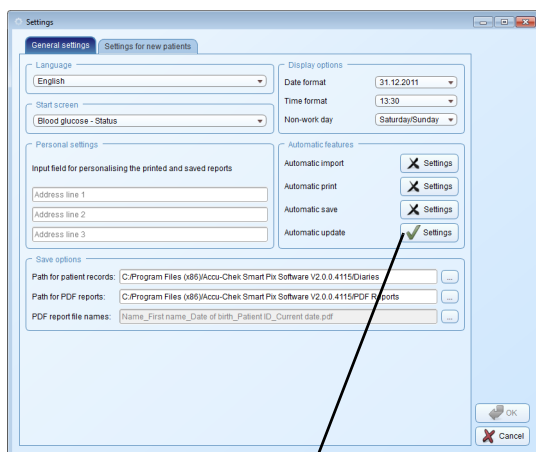 Settings
General settings Settings for new patients
Language
English
Start screen
Blood glucose - Status
Display options
Date format 31.12.2011
Time format 13:30
Non-work day Saturday/Sunday
Personal settings
Input field for personalising the printed and saved reports
Address line 1
Address line 2
Address line 3
Automatic features
Automatic import Settings
Automatic print Settings
Automatic save Settings
Automatic update Settings
Save options
Path for patient records: C:/Program Files (x86)/Accu-Chek Smart Pix Software V2.0.0.4115/Diaries ...
Path for PDF reports: C:/Program Files (x86)/Accu-Chek Smart Pix Software V2.0.0.4115/PDF Reports ...
PDF report file names: Name_First name_Date of birth_Patient ID_Current date.pdf ...
OK
Cancel